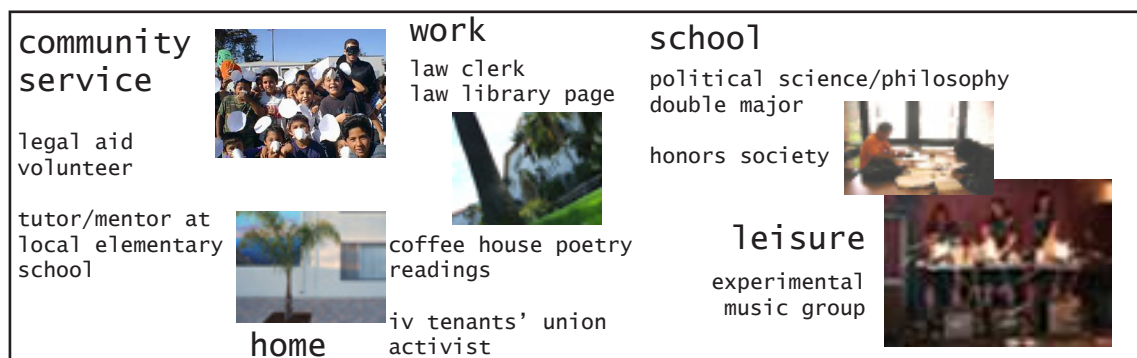 community
service
legal aid
volunteer
tutor/mentor at
local elementary
school
home
work
law clerk
law library page
coffee house poetry
readings
iv tenants’ union
activist
school
political science/philosophy
double major
honors society
leisure
experimental
music group